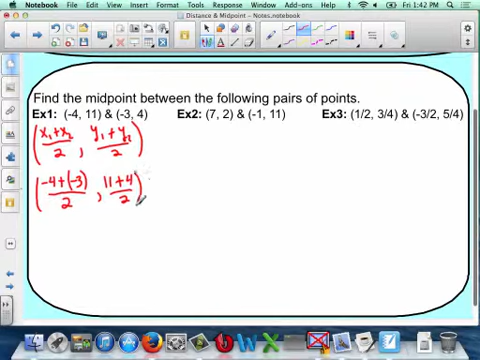 Notebook File Edit View Insert Format Draw Window Add-ons Help Fri 1:42 PM
Distance & Midpoint - Notes.notebook
Find the midpoint between the following pairs of points.
Ex1: (-4, 11) & (-3, 4) Ex2: (7, 2) & (-1, 11) Ex3: (1/2, 3/4) & (-3/2, 5/4)
(x₁+x₂/2, y₁+y₂/2)
(-4+(-3)/2, 11+4/2)